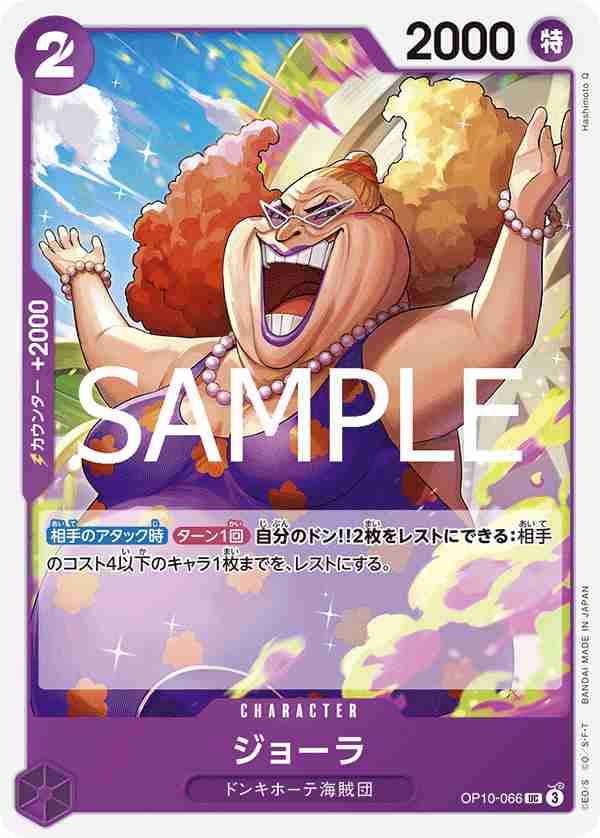 2
2000
特
Hashimoto Q
カウンター +2000
SAMPLE
相手のアタック時 ターン1回 自分のドン!!2枚をレストにできる:相手
のコスト4以下のキャラ1枚までを、レストにする。
CHARACTER
ジョーラ
ドンキホーテ海賊団
OP10-066 UC 3
©E.O/S ©O./S・F・T BANDAI MADE IN JAPAN